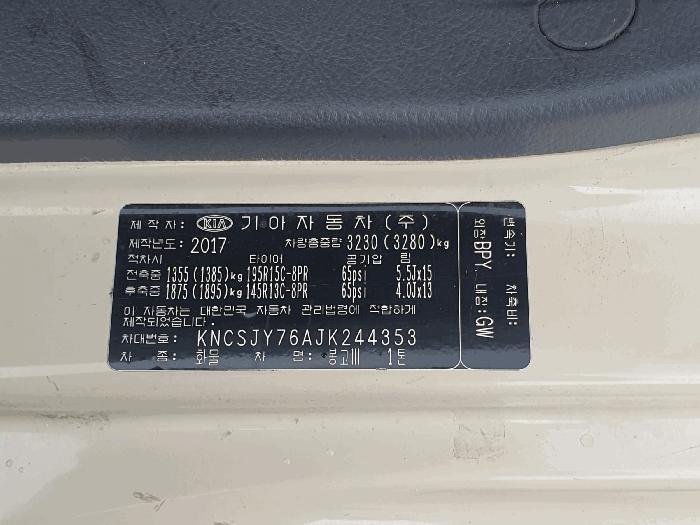 제작자: KIA 기아자동차(주)
제작년도: 2017 차량총중량 3230(3280)kg
적차시 타이어 공기압 림
전축중 1355(1385)kg 195R15C-8PR 65psi 5.5Jx15
후축중 1875(1895)kg 145R13C-8PR 65psi 4.0Jx13
이 자동차는 대한민국 자동차 관리법령에 적합하게
제작되었습니다.
차대번호: KNCSJY76AJK244353
차 종: 화물 차 명: 봉고III 1톤
변속기: 치축비:
외장:BPY 내장:GW